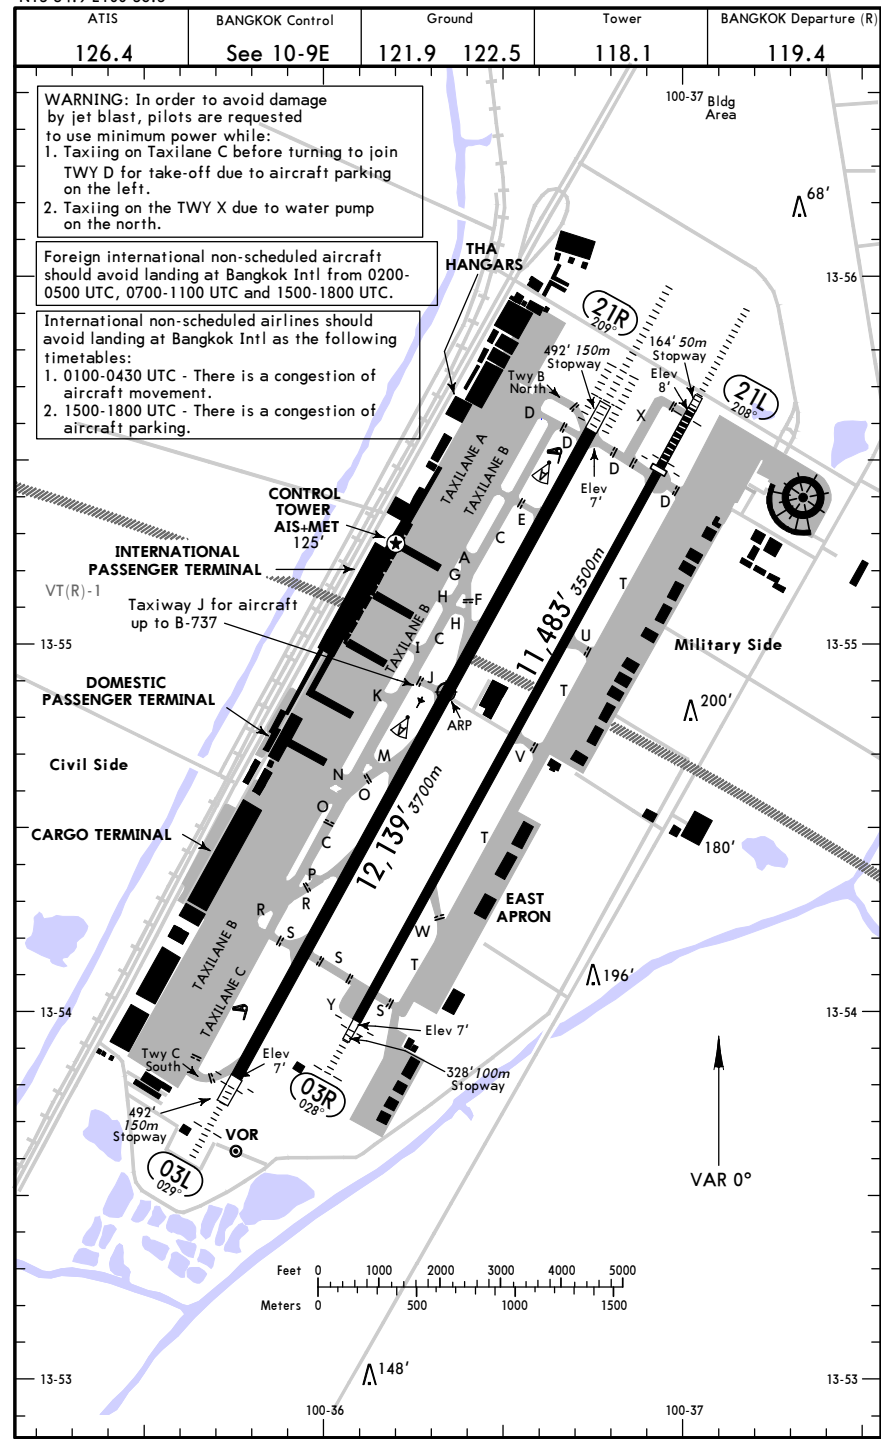 ATIS
126.4
BANGKOK Control
See 10-9E
Ground
121.9 122.5
Tower
118.1
BANGKOK Departure (R)
119.4
WARNING: In order to avoid damage
by jet blast, pilots are requested
to use minimum power while:
1. Taxiing on Taxilane C before turning to join
TWY D for take-off due to aircraft parking
on the left.
2. Taxiing on the TWY X due to water pump
on the north.
Foreign international non-scheduled aircraft
should avoid landing at Bangkok Intl from 0200-
0500 UTC, 0700-1100 UTC and 1500-1800 UTC.
International non-scheduled airlines should
avoid landing at Bangkok Intl as the following
timetables:
1. 0100-0430 UTC - There is a congestion of
aircraft movement.
2. 1500-1800 UTC - There is a congestion of
aircraft parking.
100-37
Bldg
Area
68'
13-56
THA
HANGARS
21R
209°
492' 150m
Stopway
164' 50m
Stopway
Elev
8'
21L
208°
Twy B
North
D
D
X
D
D
Elev
7'
TAXILANE A
TAXILANE B
E
C
CONTROL
TOWER
AIS+MET
125'
INTERNATIONAL
PASSENGER TERMINAL
VT(R)-1
A
G
H
F
H
C
I
TAXILANE B
T
U
Taxiway J for aircraft
up to B-737
13-55
13-55
11,483' 3500m
Military Side
J
K
T
ARP
200'
DOMESTIC
PASSENGER TERMINAL
Civil Side
M
V
N
O
O
C
12,139' 3700m
T
CARGO TERMINAL
180'
P
R
R
EAST
APRON
S
W
S
T
TAXILANE B
TAXILANE C
196'
Y
S
13-54
13-54
Elev 7'
Twy C
South
Elev
7'
328' 100m
Stopway
03R
028°
492'
150m
Stopway
VOR
03L
029°
VAR 0°
Feet 0 1000 2000 3000 4000 5000
Meters 0 500 1000 1500
148'
13-53
13-53
100-36
100-37